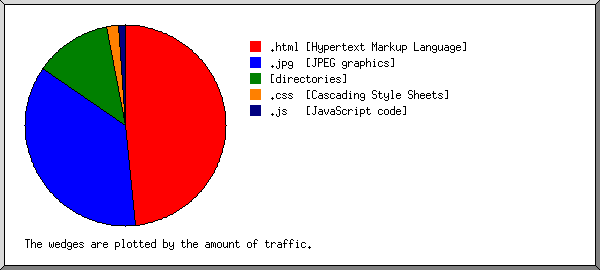 .html [Hypertext Markup Language]
.jpg [JPEG graphics]
[directories]
.css [Cascading Style Sheets]
.js [JavaScript code]
The wedges are plotted by the amount of traffic.